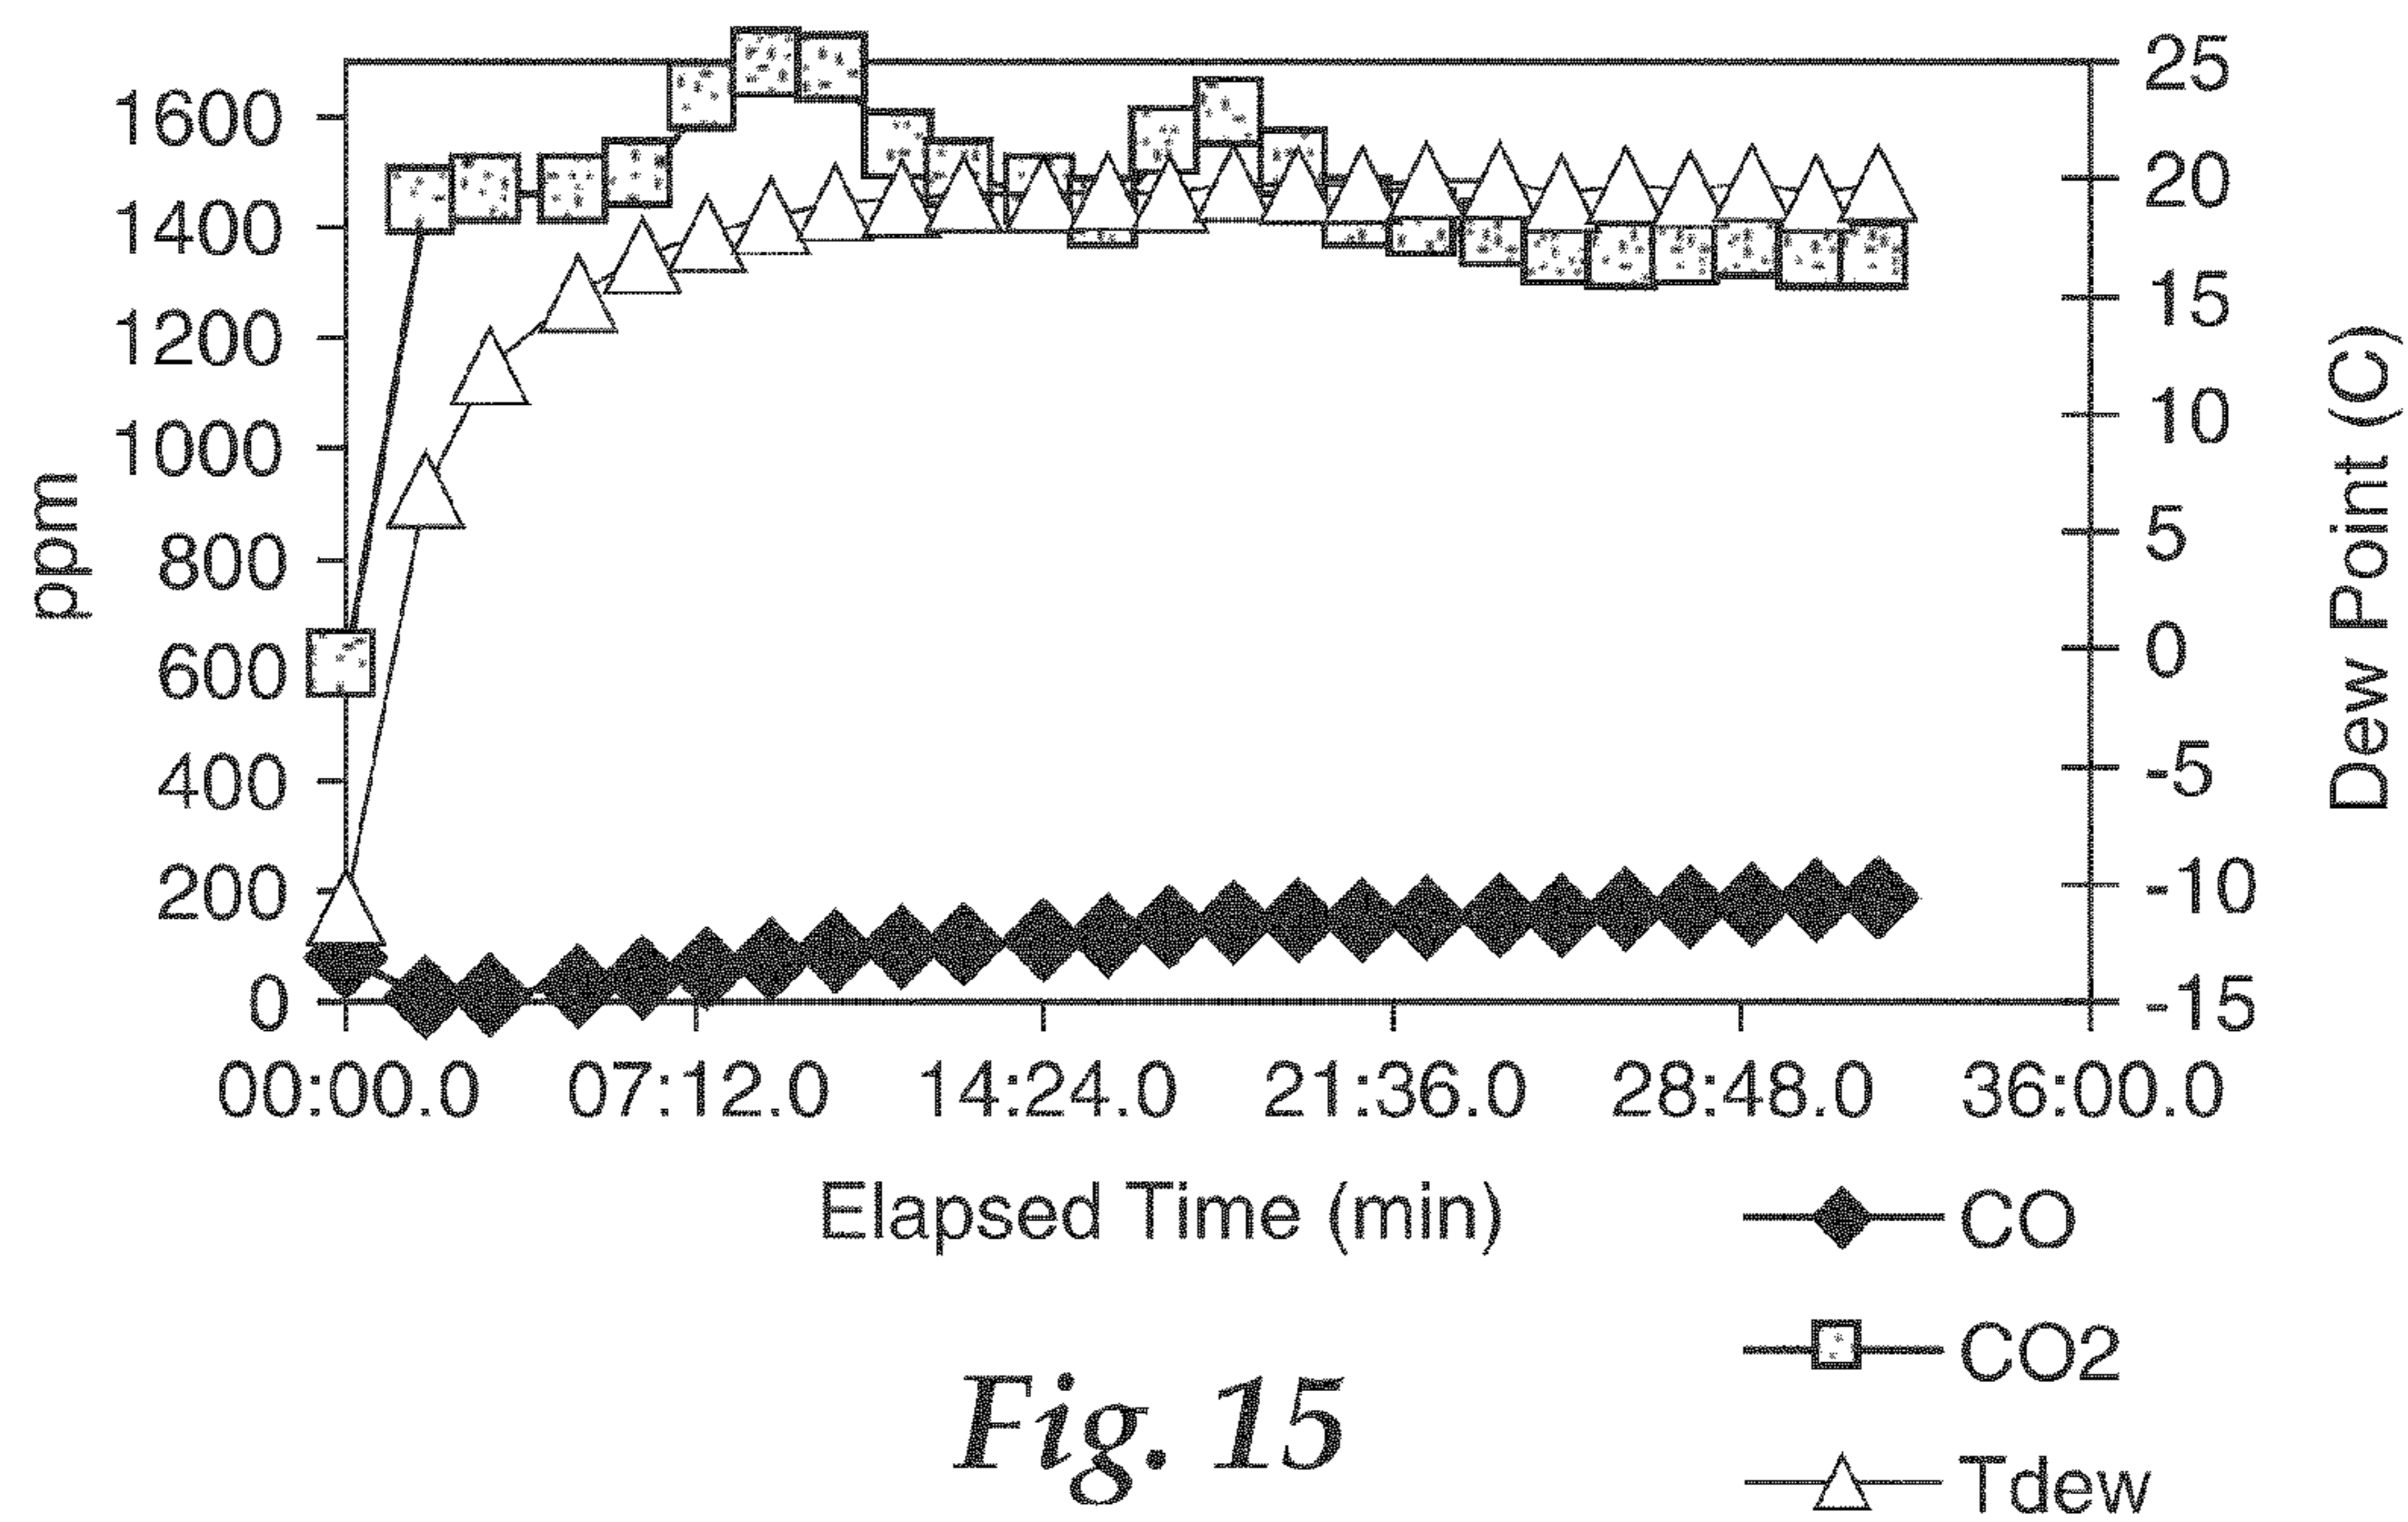 1600
1400
1200
1000
800
600
400
200
0
ppm
25
20
15
10
5
0
-5
-10
-15
Dew Point (C)
00:00.0 07:12.0 14:24.0 21:36.0 28:48.0 36:00.0
Elapsed Time (min)
CO
CO2
Tdew
Fig. 15